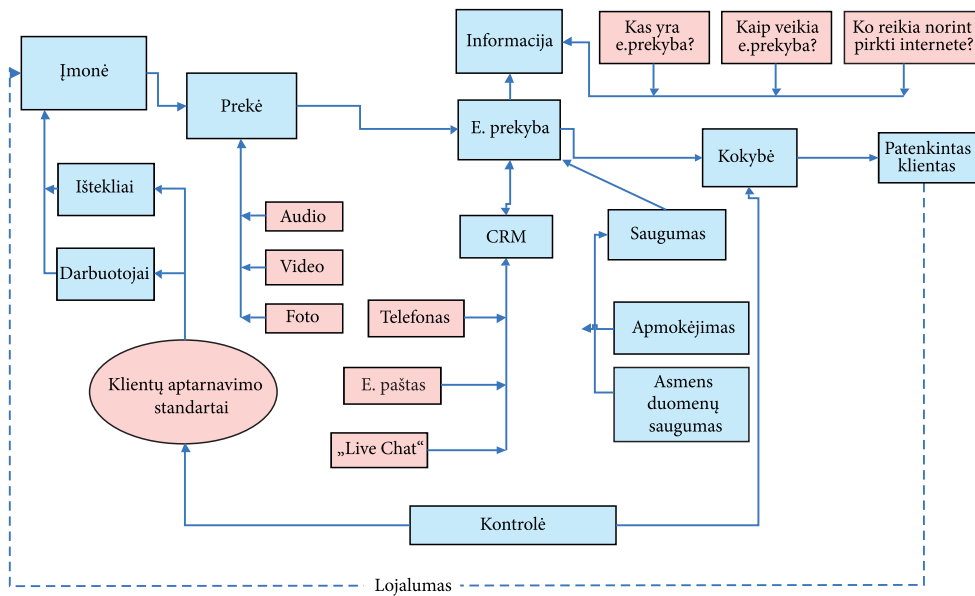 Įmonė
Prekė
Informacija
Kas yra
e.prekyba?
Kaip veikia
e.prekyba?
Ko reikia norint
pirkti internete?
E. prekyba
Kokybė
Patenkintas
klientas
Ištekliai
Darbuotojai
Audio
Video
Foto
CRM
Saugumas
Telefonas
E. paštas
„Live Chat“
Apmokėjimas
Asmens
duomenų
saugumas
Klientų aptarnavimo
standartai
Kontrolė
Lojalumas